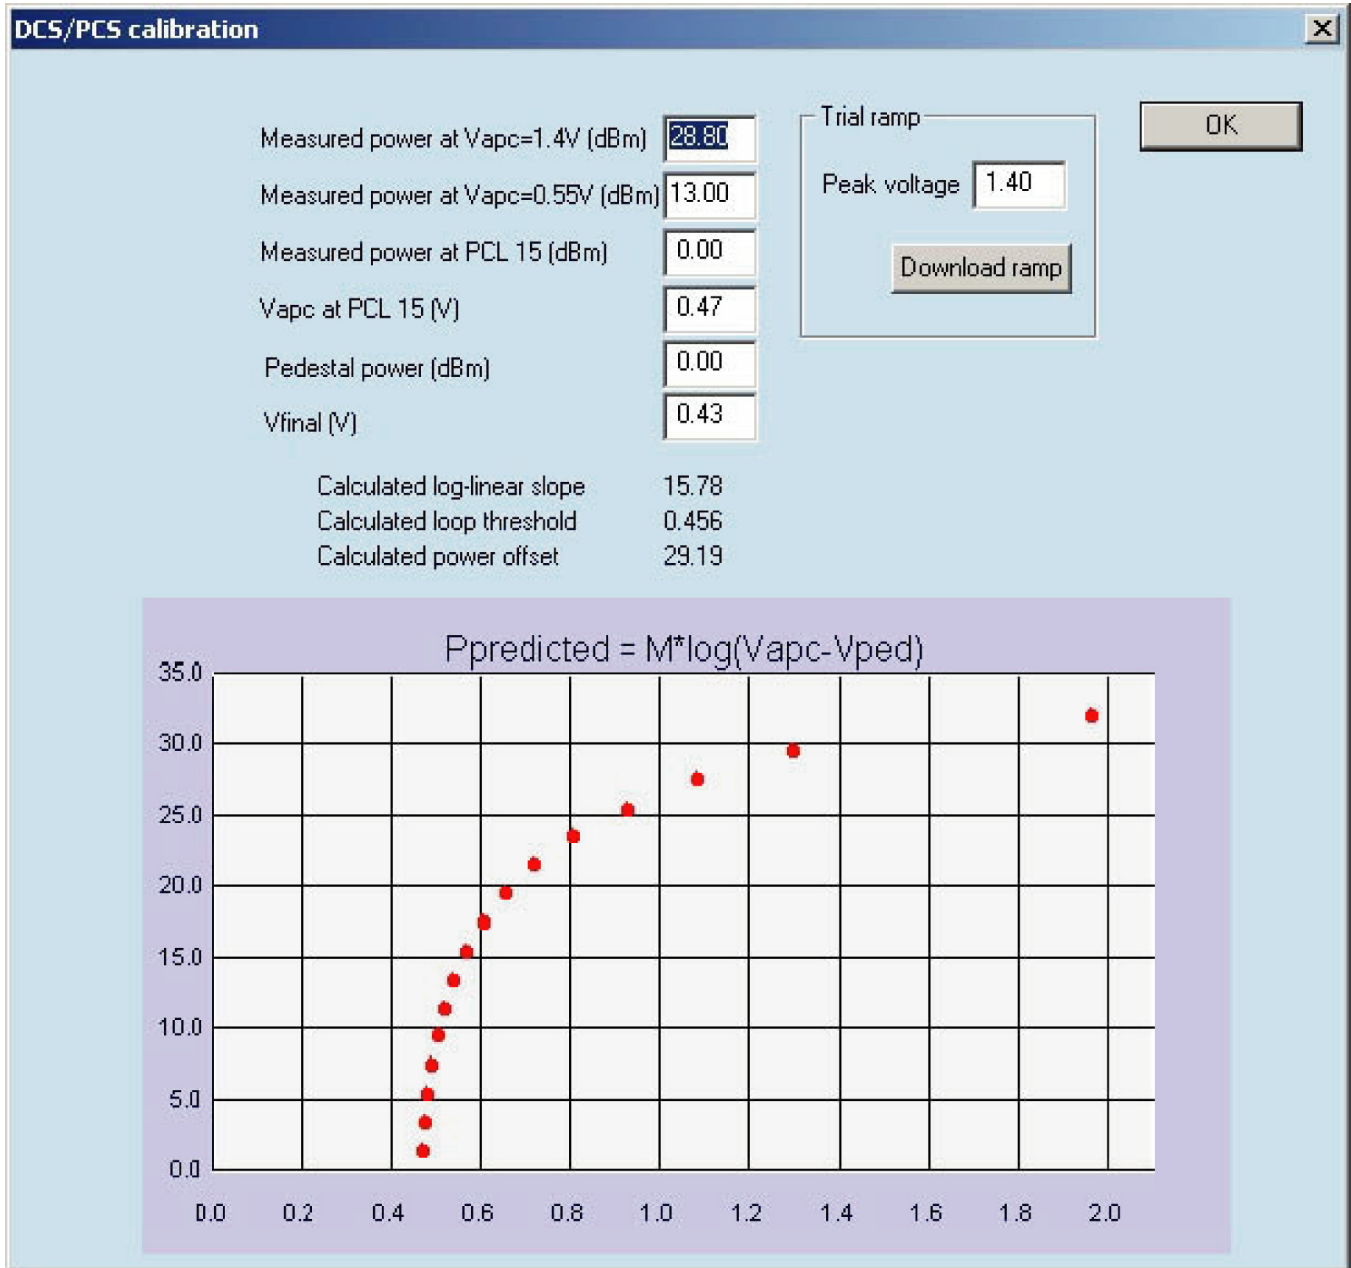 DCS/PCS calibration
Measured power at Vapc=1.4V (dBm) 28.80
Measured power at Vapc=0.55V (dBm) 13.00
Measured power at PCL 15 (dBm) 0.00
Vapc at PCL 15 (V) 0.47
Pedestal power (dBm) 0.00
Vfinal (V) 0.43
Trial ramp
Peak voltage 1.40
Download ramp
OK
Calculated log-linear slope 15.78
Calculated loop threshold 0.456
Calculated power offset 29.19
Ppredicted = M*log(Vapc-Vped)
35.0
30.0
25.0
20.0
15.0
10.0
5.0
0.0
0.0 0.2 0.4 0.6 0.8 1.0 1.2 1.4 1.6 1.8 2.0